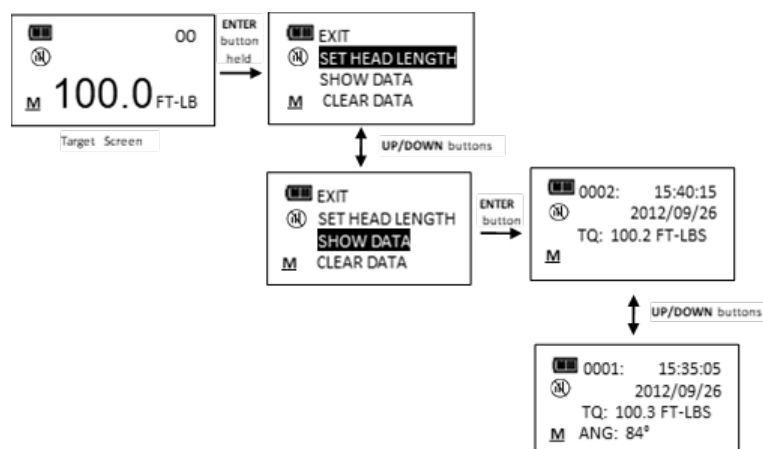 00
100.0 FT-LB
M
Target Screen
ENTER
button
held
EXIT
SET HEAD LENGTH
SHOW DATA
M CLEAR DATA
UP/DOWN buttons
EXIT
SET HEAD LENGTH
SHOW DATA
M CLEAR DATA
ENTER
button
0002: 15:40:15
2012/09/26
TQ: 100.2 FT-LBS
M
UP/DOWN buttons
0001: 15:35:05
2012/09/26
TQ: 100.3 FT-LBS
M ANG: 84°